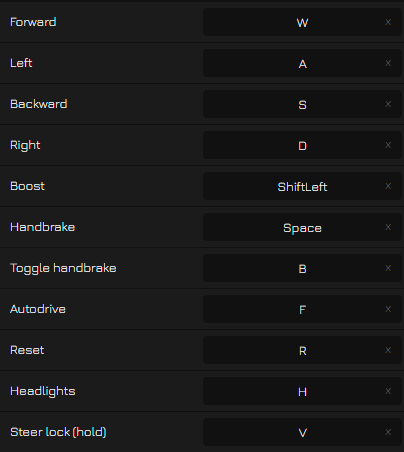 Forward W x
Left A x
Backward S x
Right D x
Boost ShiftLeft x
Handbrake Space x
Toggle handbrake B x
Autodrive F x
Reset R x
Headlights H x
Steer lock (hold) V x